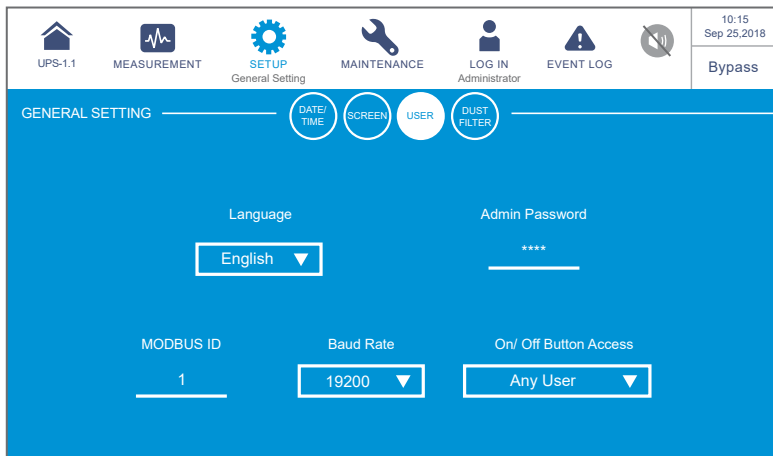 10:15
Sep 25,2018
UPS-1.1
MEASUREMENT
SETUP
General Setting
MAINTENANCE
LOG IN
Administrator
EVENT LOG
Bypass
GENERAL SETTING
DATE/
TIME
SCREEN
USER
DUST
FILTER
Language
Admin Password
English
****
MODBUS ID
Baud Rate
On/ Off Button Access
1
19200
Any User